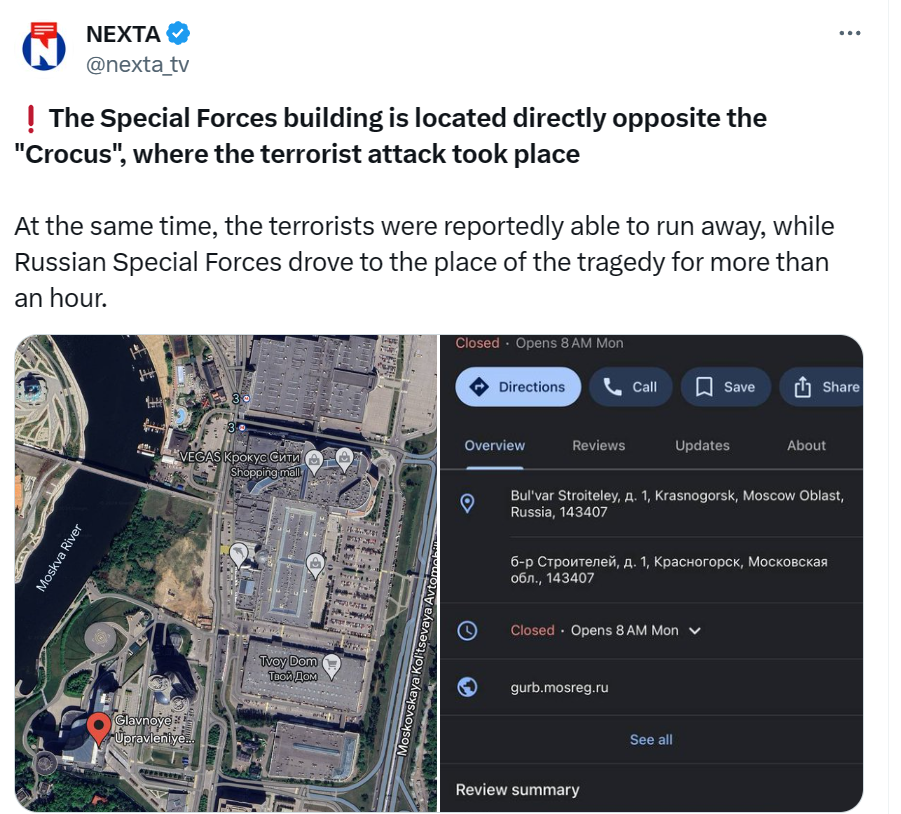 NEXTA
@nexta_tv
❗ The Special Forces building is located directly opposite the
"Crocus", where the terrorist attack took place
At the same time, the terrorists were reportedly able to run away, while
Russian Special Forces drove to the place of the tragedy for more than
an hour.
3
3
VEGAS Крокус Сити
Shopping mall
Moskva River
Moskovskaya Kol'tsevaya Avtomob
Tvoy Dom
Твой Дом
Glavnoye
Upravleniye...
Closed · Opens 8 AM Mon
Directions
Call
Save
Share
Overview
Reviews
Updates
About
Bul'var Stroiteley, д. 1, Krasnogorsk, Moscow Oblast,
Russia, 143407
б-р Строителей, д. 1, Красногорск, Московская
обл., 143407
Closed · Opens 8 AM Mon
gurb.mosreg.ru
See all
Review summary